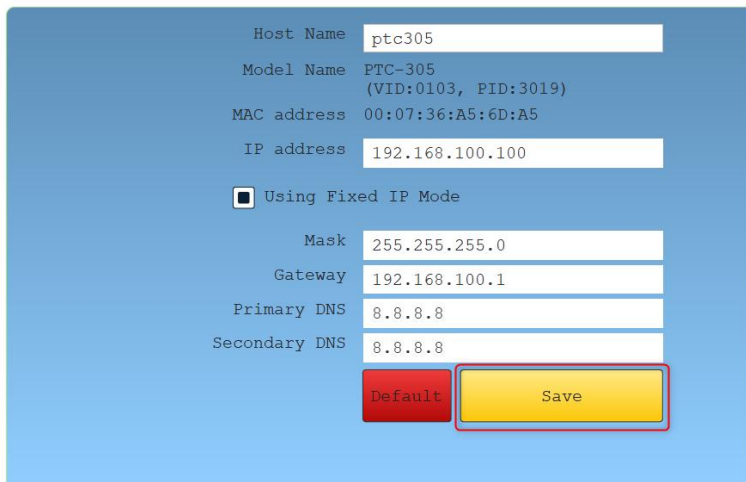 Host Name ptc305
Model Name PTC-305
(VID:0103, PID:3019)
MAC address 00:07:36:A5:6D:A5
IP address 192.168.100.100
Using Fixed IP Mode
Mask 255.255.255.0
Gateway 192.168.100.1
Primary DNS 8.8.8.8
Secondary DNS 8.8.8.8
Default Save